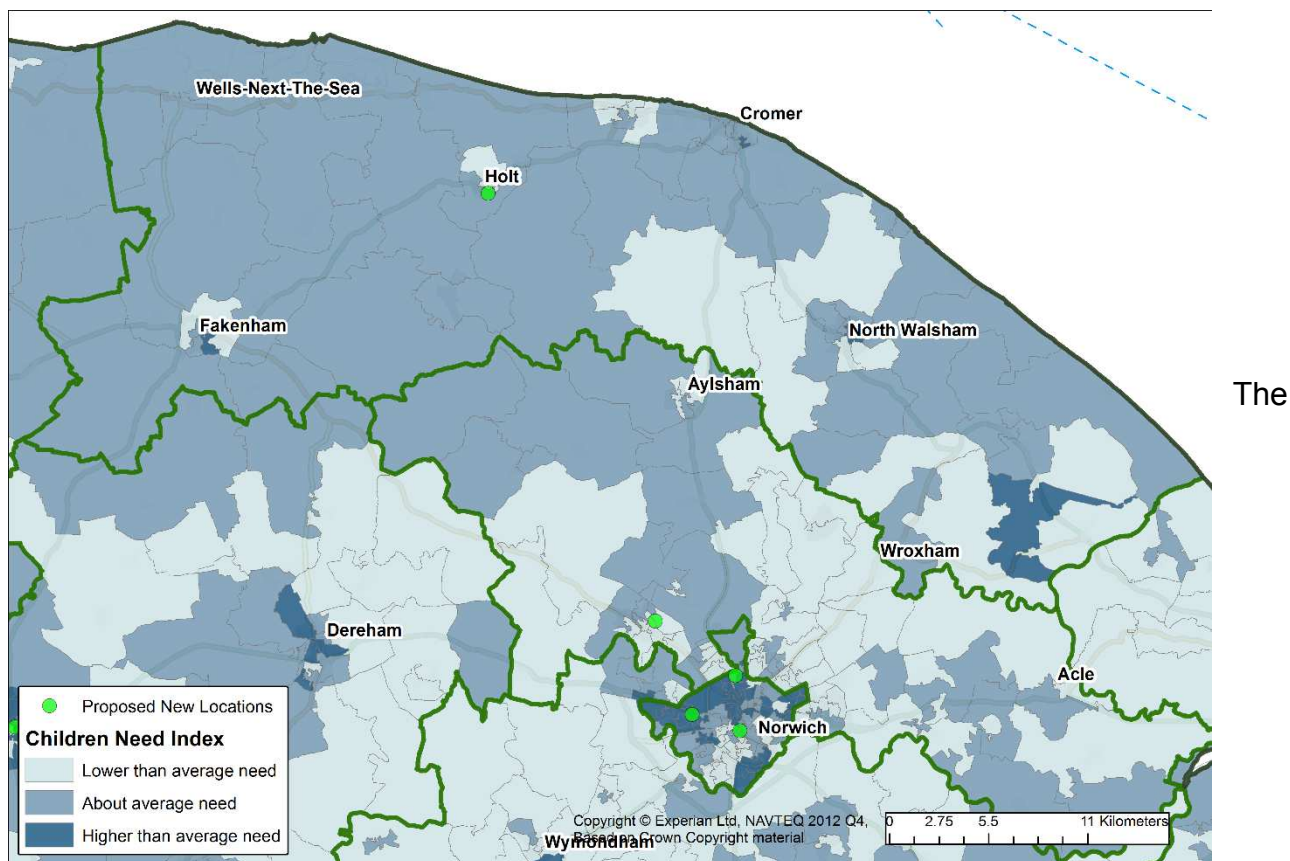 Wells-Next-The-Sea
Cromer
Holt
Fakenham
North Walsham
Aylsham
The
Wroxham
Dereham
Acle
Norwich
Wymondham
Proposed New Locations
Children Need Index
Lower than average need
About average need
Higher than average need
Copyright © Experian Ltd, NAVTEQ 2012 Q4,
Based on Crown Copyright material
0 2.75 5.5 11 Kilometers